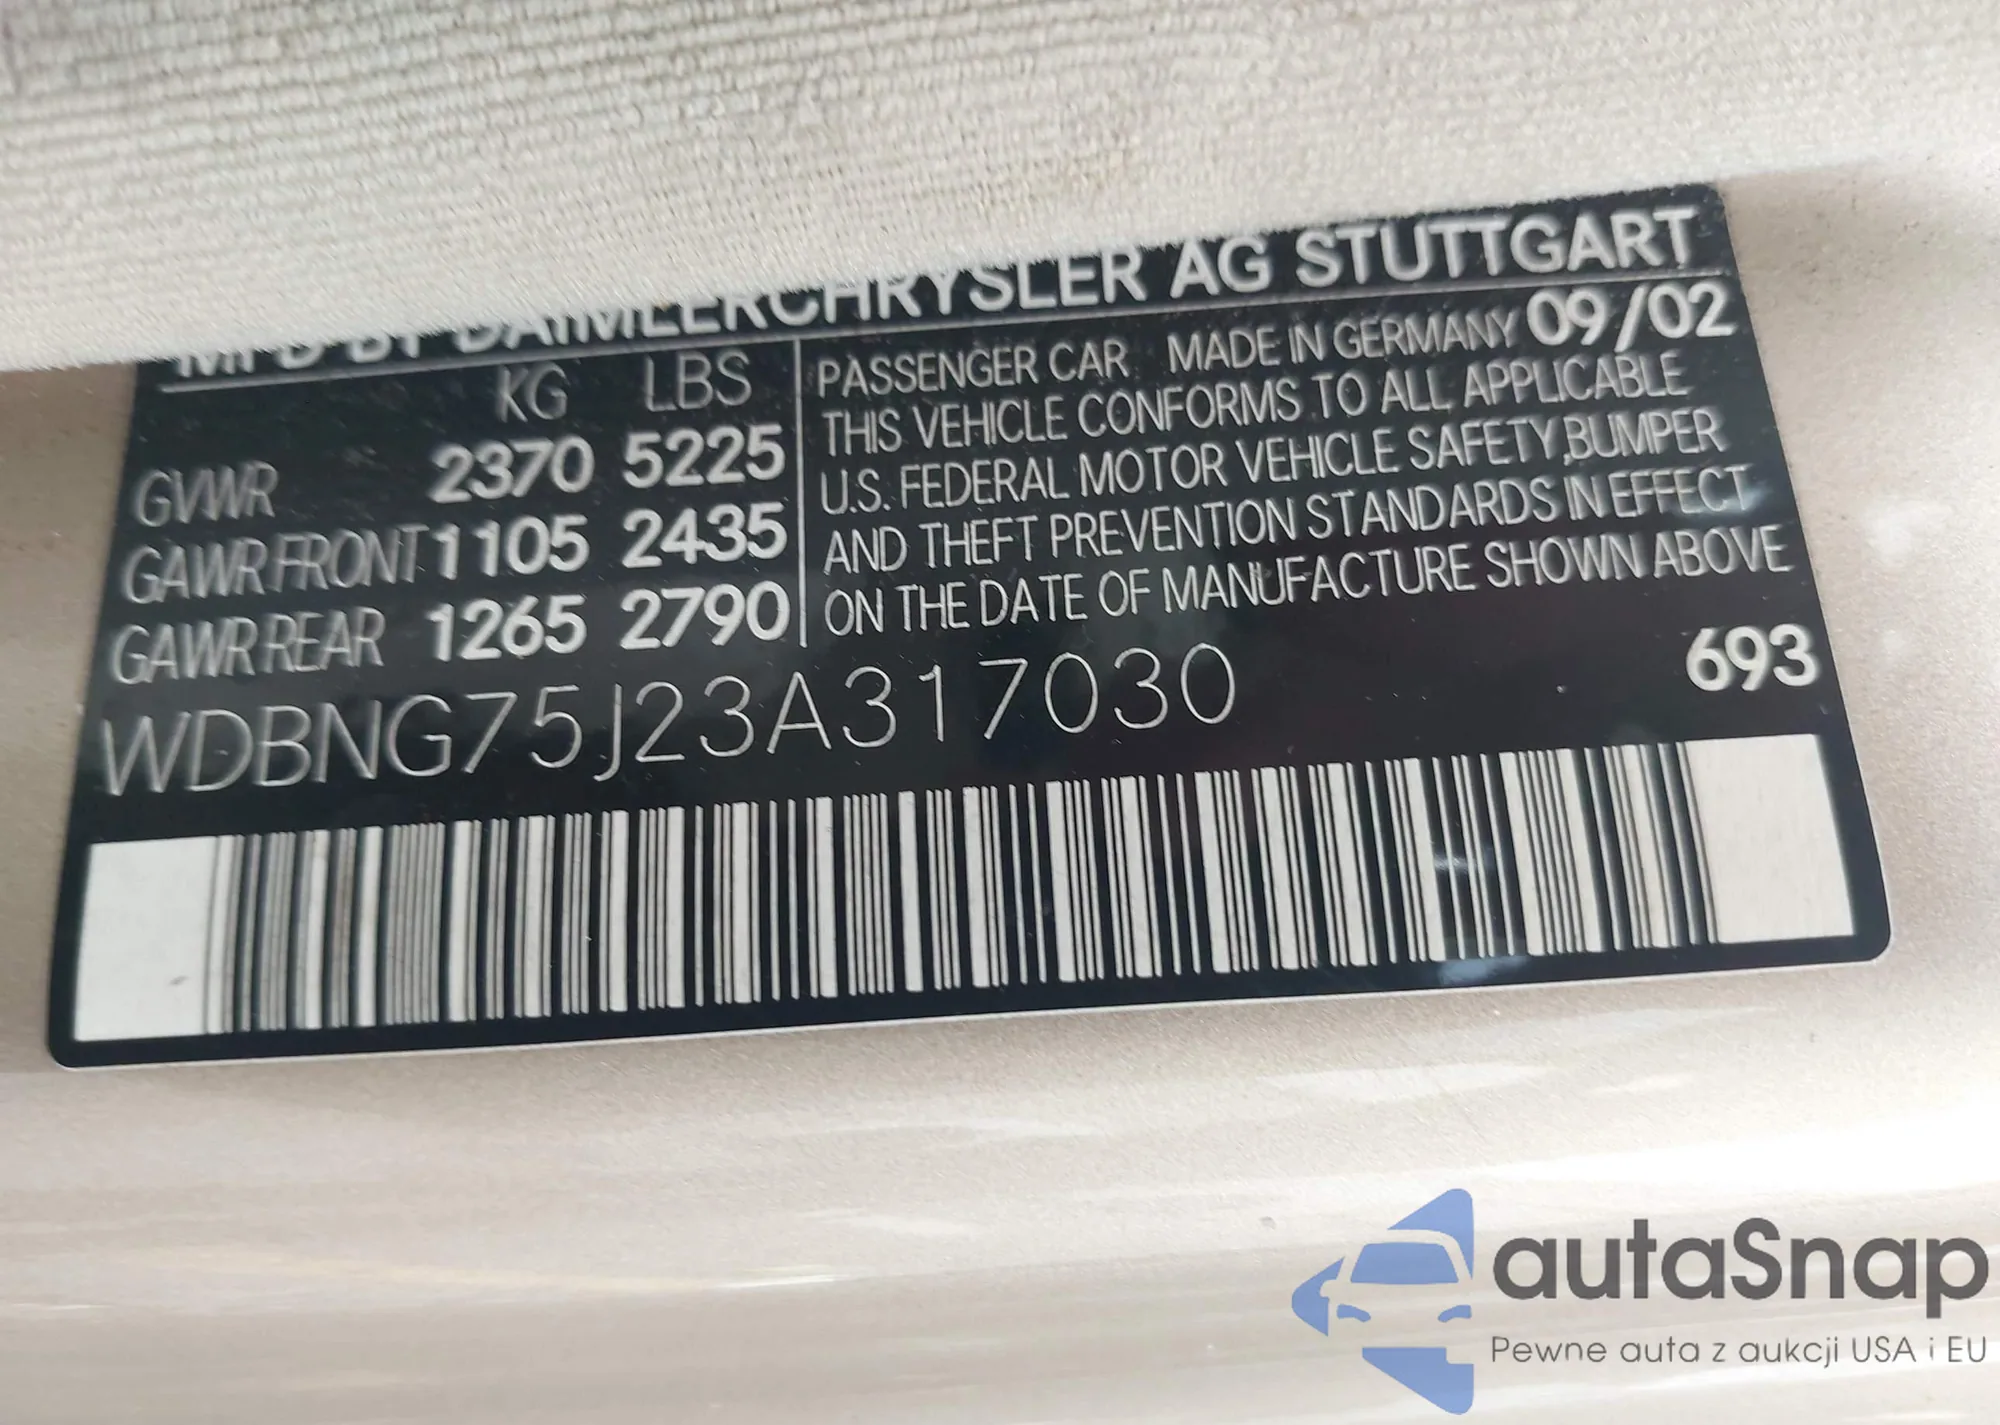 MFD BY DAIMLERCHRYSLER AG STUTTGART
KG LBS
GVWR 2370 5225
GAWR FRONT 1105 2435
GAWR REAR 1265 2790
PASSENGER CAR MADE IN GERMANY 09/02
THIS VEHICLE CONFORMS TO ALL APPLICABLE
U.S. FEDERAL MOTOR VEHICLE SAFETY, BUMPER
AND THEFT PREVENTION STANDARDS IN EFFECT
ON THE DATE OF MANUFACTURE SHOWN ABOVE
693
WDBNG75J23A317030
autaSnap
Pewne auta z aukcji USA i EU